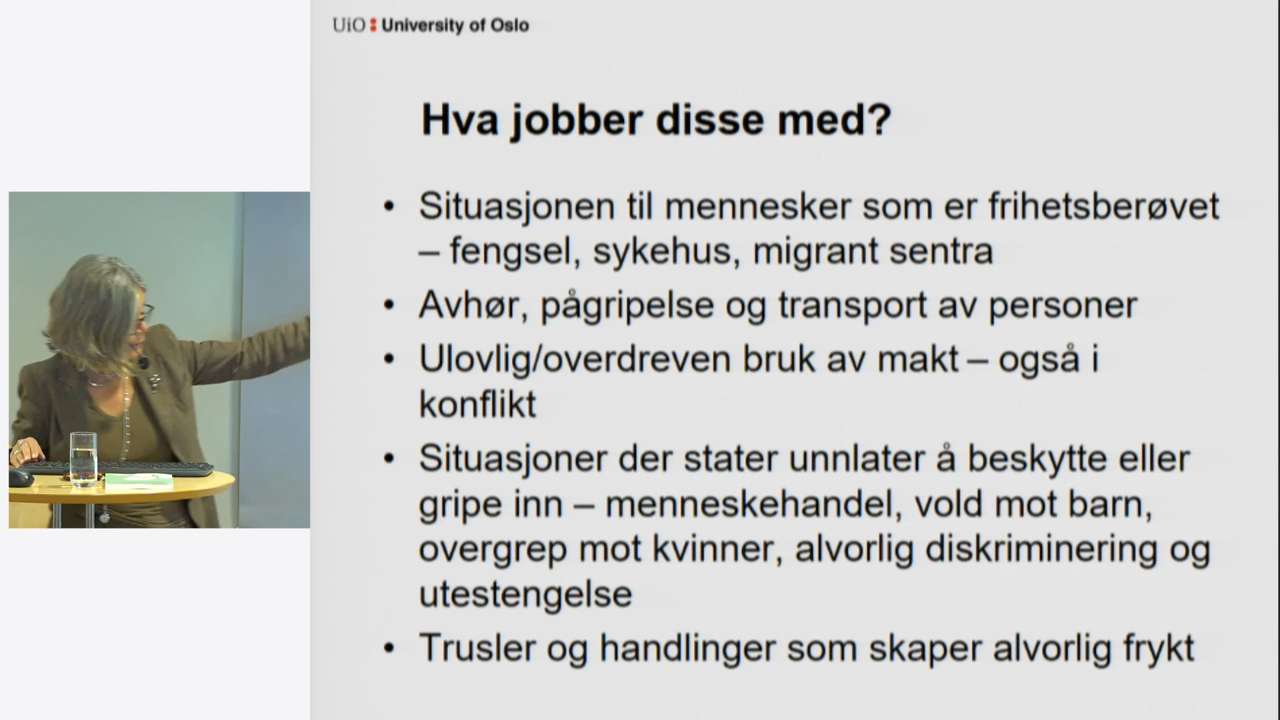 UiO : University of Oslo
Hva jobber disse med?
• Situasjonen til mennesker som er frihetsberøvet
– fengsel, sykehus, migrant sentra
• Avhør, pågripelse og transport av personer
• Ulovlig/overdreven bruk av makt – også i
konflikt
• Situasjoner der stater unnlater å beskytte eller
gripe inn – menneskehandel, vold mot barn,
overgrep mot kvinner, alvorlig diskriminering og
utestengelse
• Trusler og handlinger som skaper alvorlig frykt